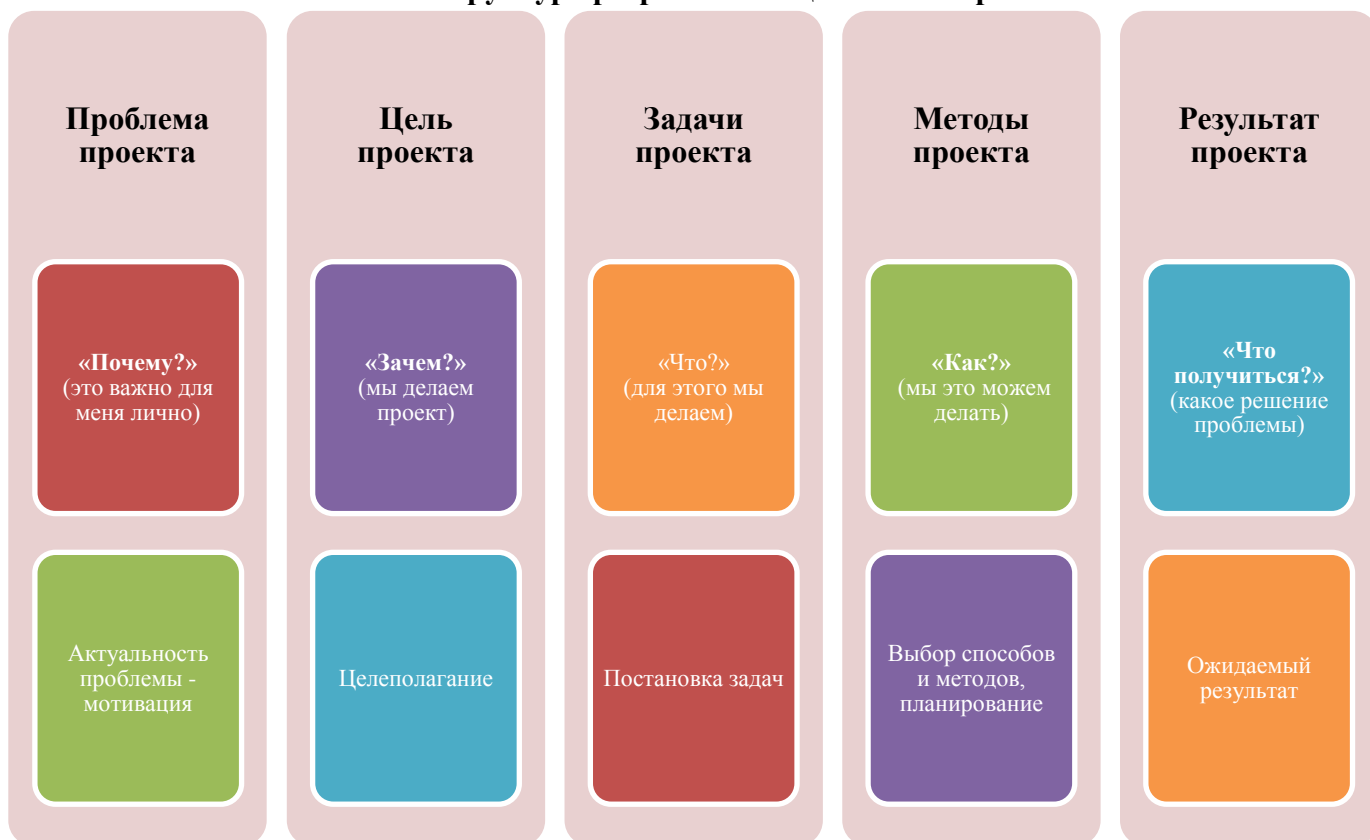 Проблема
проекта
«Почему?»
(это важно для
меня лично)
Актуальность
проблемы -
мотивация
Цель
проекта
«Зачем?»
(мы делаем
проект)
Целеполагание
Задачи
проекта
«Что?»
(для этого мы
делаем)
Постановка задач
Методы
проекта
«Как?»
(мы это можем
делать)
Выбор способов
и методов,
планирование
Результат
проекта
«Что
получиться?»
(какое решение
проблемы)
Ожидаемый
результат